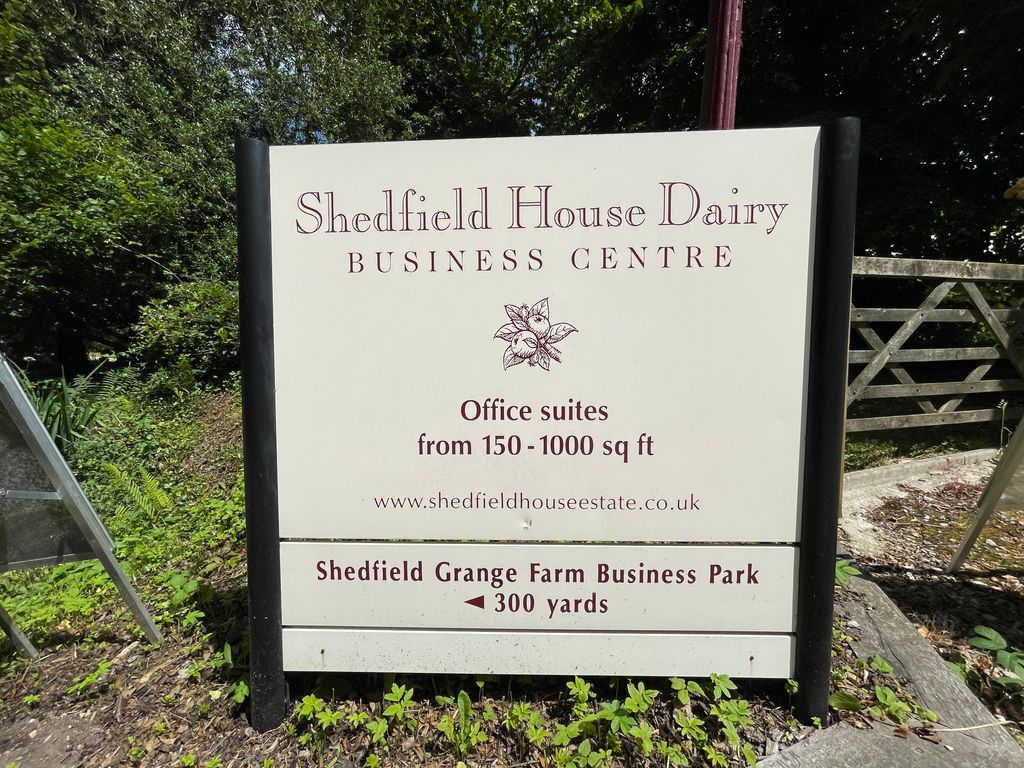 Shedfield House Dairy
BUSINESS CENTRE
Office suites
from 150 - 1000 sq ft
www.shedfieldhouseestate.co.uk
Shedfield Grange Farm Business Park
◄ 300 yards